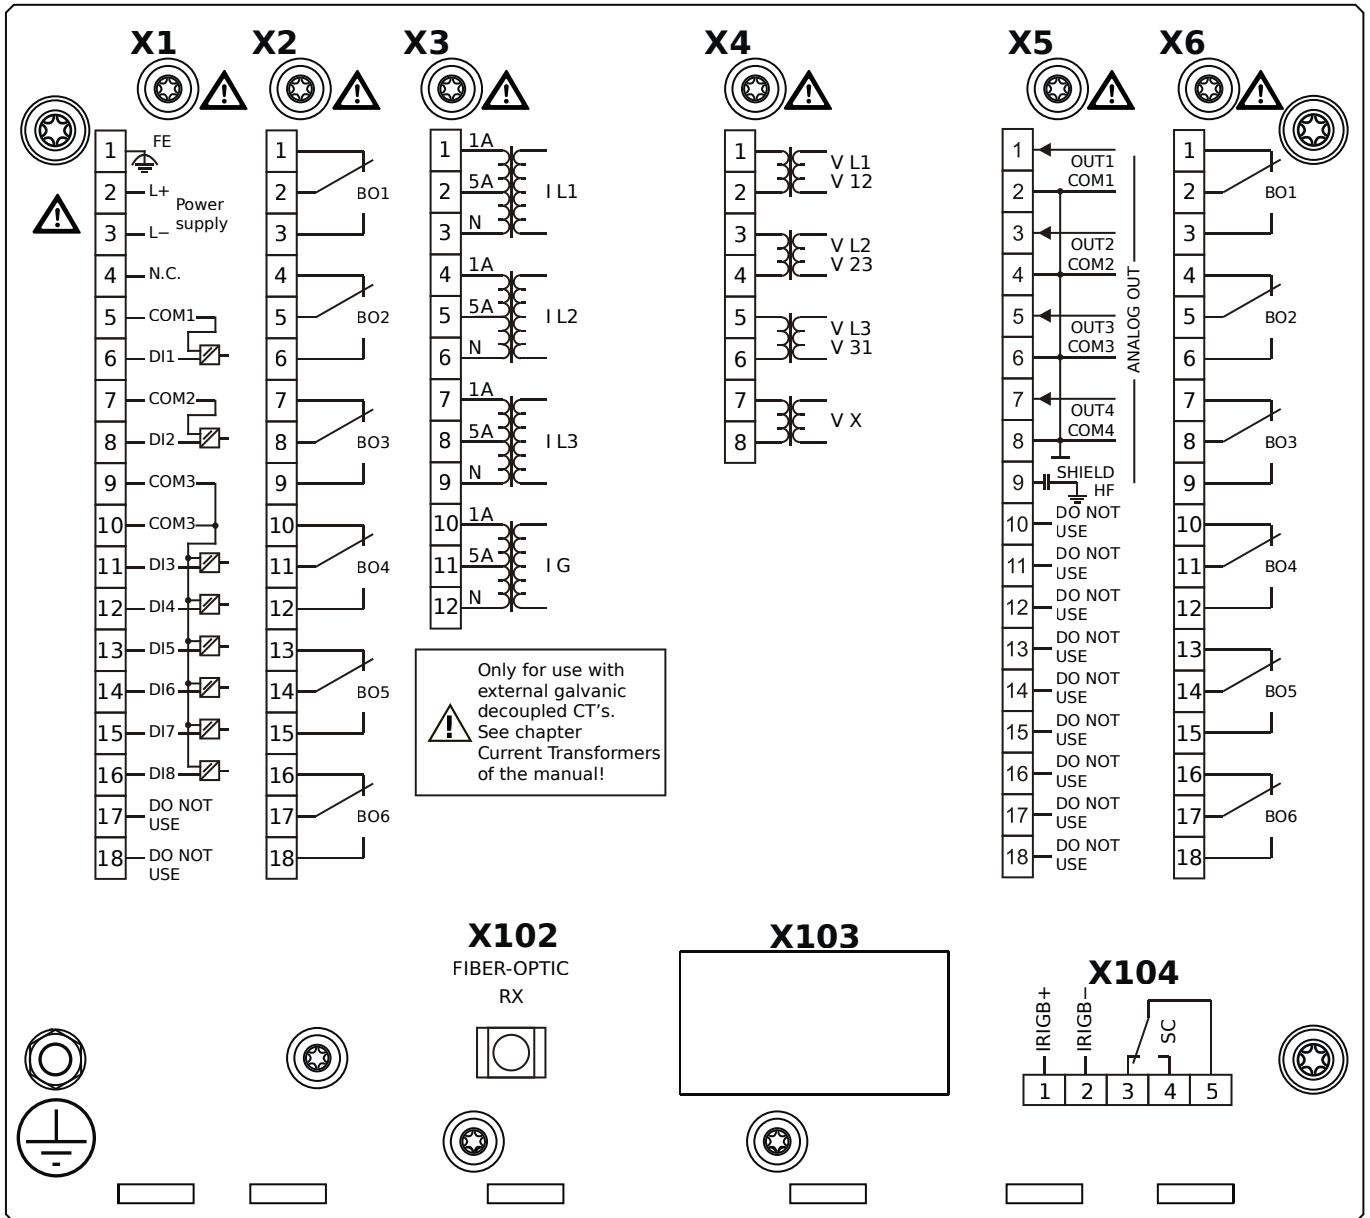 X1
1
FE
2
L+
Power
supply
3
L−
4
N.C.
5
COM1
6
DI1
7
COM2
8
DI2
9
COM3
10
COM3
11
DI3
12
DI4
13
DI5
14
DI6
15
DI7
16
DI8
17
DO NOT
USE
18
DO NOT
USE
X2
1
2
BO1
3
4
5
BO2
6
7
8
BO3
9
10
11
BO4
12
13
14
BO5
15
16
17
BO6
18
X3
1
1A
2
5A
I L1
3
N
4
1A
5
5A
I L2
6
N
7
1A
8
5A
I L3
9
N
10
1A
11
5A
I G
12
N
Only for use with
external galvanic
decoupled CT's.
See chapter
Current Transformers
of the manual!
X4
1
V L1
2
V 12
3
V L2
4
V 23
5
V L3
6
V 31
7
V X
8
X5
1
OUT1
2
COM1
3
OUT2
4
COM2
5
OUT3
6
COM3
7
OUT4
8
COM4
ANALOG OUT
9
SHIELD
HF
10
DO NOT
USE
11
DO NOT
USE
12
DO NOT
USE
13
DO NOT
USE
14
DO NOT
USE
15
DO NOT
USE
16
DO NOT
USE
17
DO NOT
USE
18
DO NOT
USE
X6
1
2
BO1
3
4
5
BO2
6
7
8
BO3
9
10
11
BO4
12
13
14
BO5
15
16
17
BO6
18
X102
FIBER-OPTIC
RX
X103
X104
IRIGB+
IRIGB−
SC
1 2 3 4 5